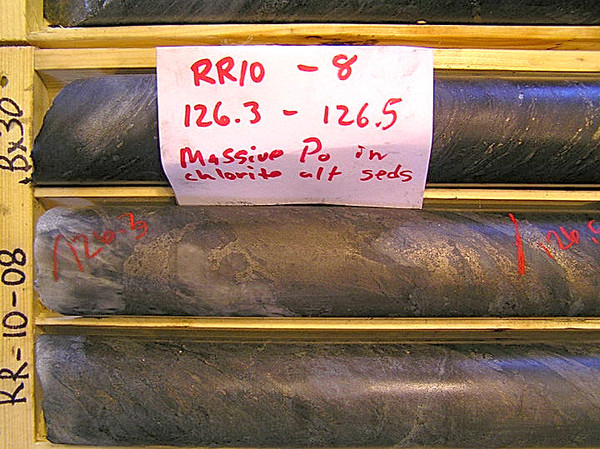 RR10 - 8
126.3 - 126.5
Massive Po in
chlorite alt seds
Bx30
126.3
126.5
RR-10-08